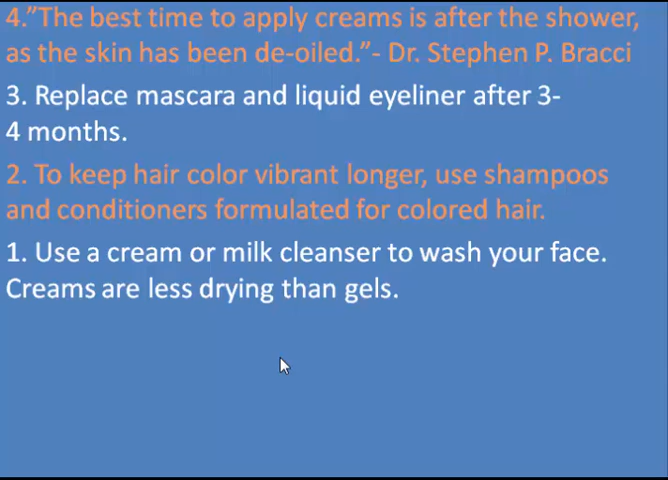 4.”The best time to apply creams is after the shower,
as the skin has been de-oiled.”- Dr. Stephen P. Bracci
3. Replace mascara and liquid eyeliner after 3-
4 months.
2. To keep hair color vibrant longer, use shampoos
and conditioners formulated for colored hair.
1. Use a cream or milk cleanser to wash your face.
Creams are less drying than gels.